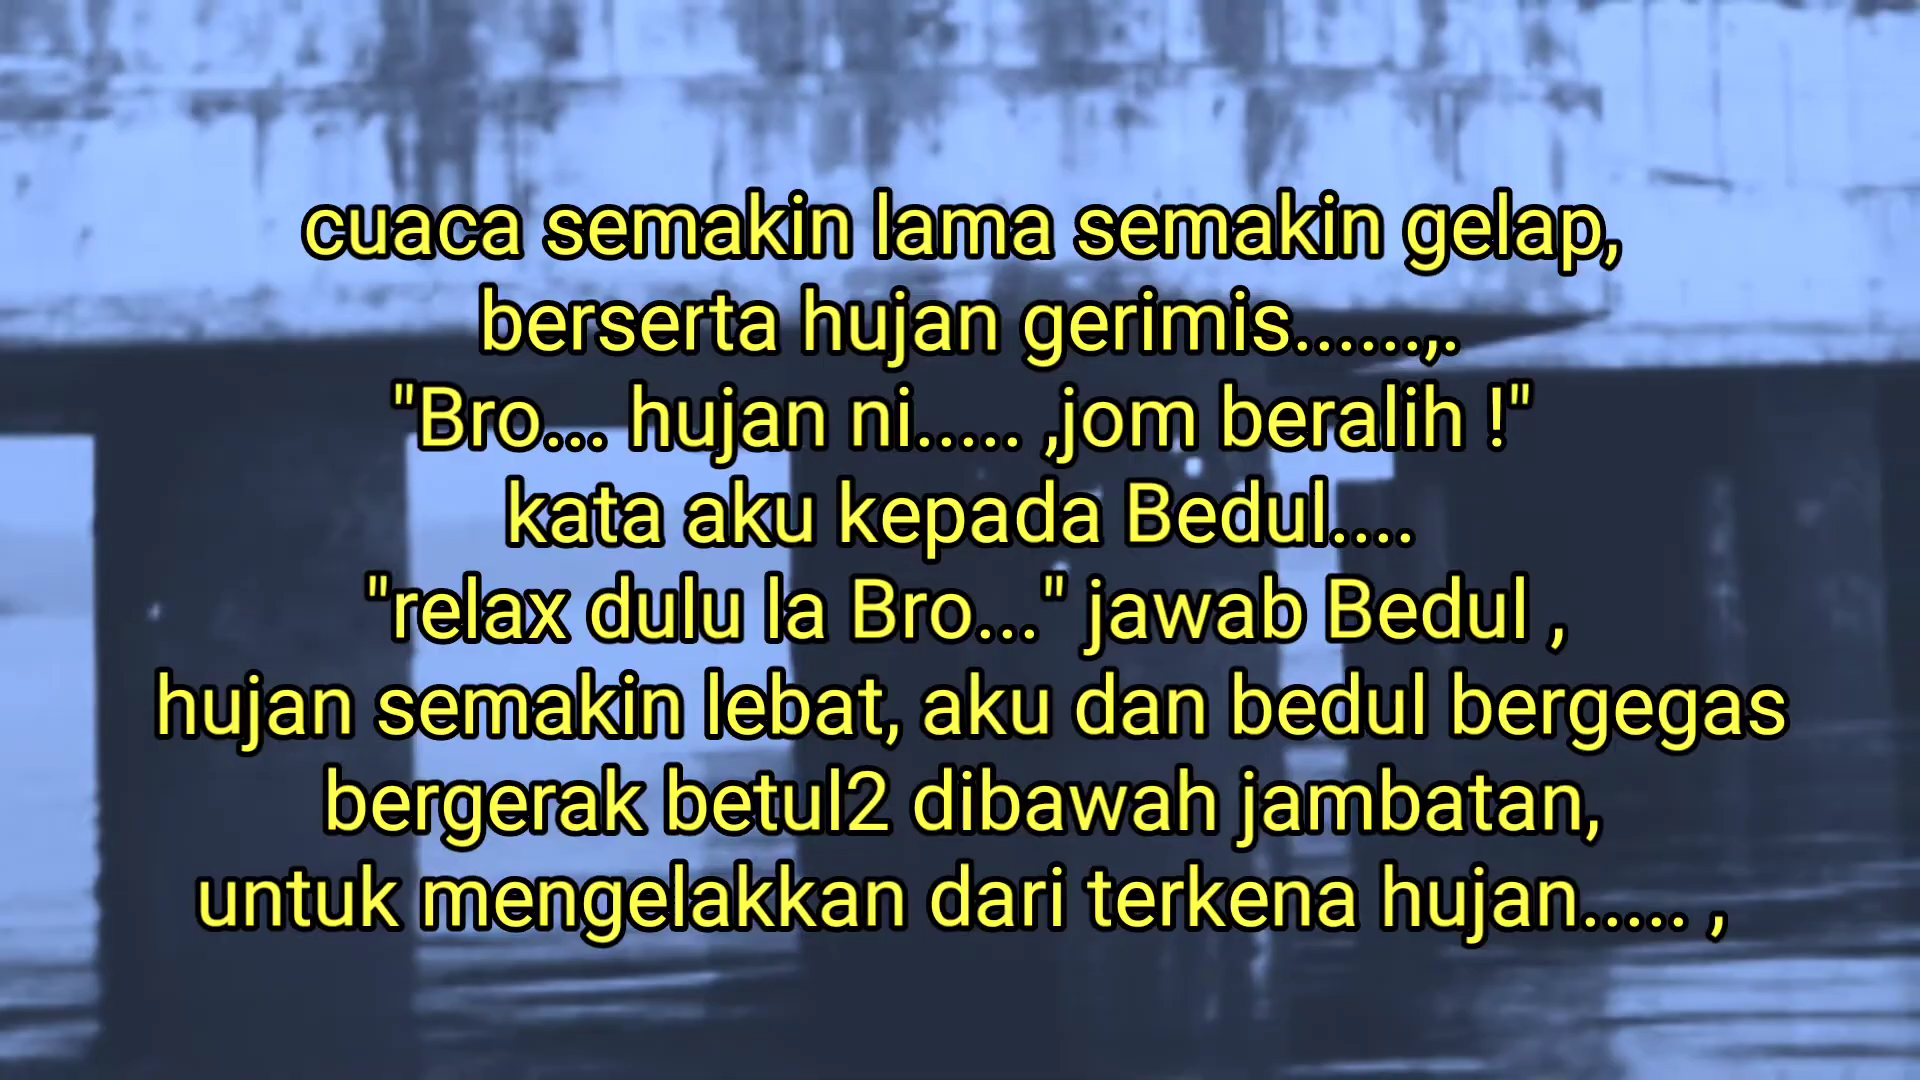 cuaca semakin lama semakin gelap,
berserta hujan gerimis......,.
"Bro... hujan ni..... ,jom beralih !"
kata aku kepada Bedul....
"relax dulu la Bro..." jawab Bedul ,
hujan semakin lebat, aku dan bedul bergegas
bergerak betul2 dibawah jambatan,
untuk mengelakkan dari terkena hujan..... ,